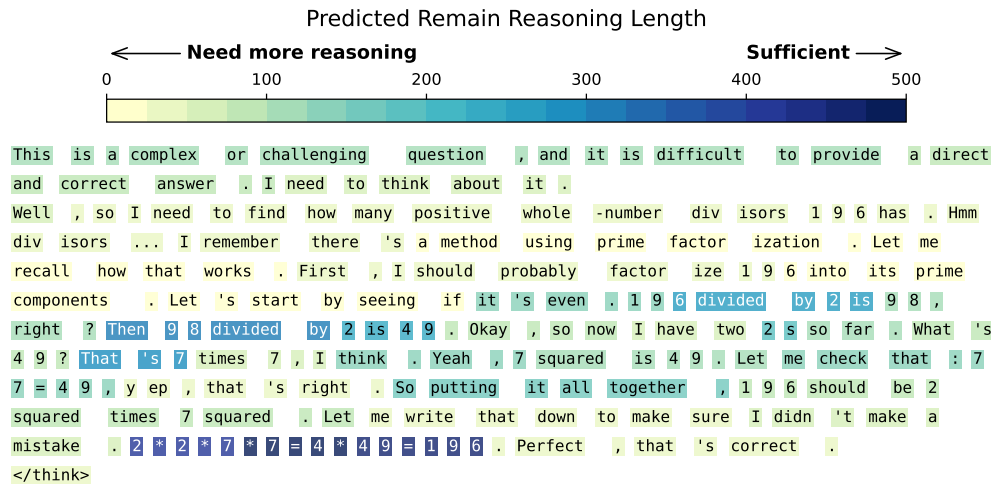 Predicted Remain Reasoning Length
Need more reasoning Sufficient
0 100 200 300 400 500
This is a complex or challenging question , and it is difficult to provide a direct
and correct answer . I need to think about it .
Well , so I need to find how many positive whole -number div isors 1 9 6 has . Hmm
div isors ... I remember there 's a method using prime factor ization . Let me
recall how that works . First , I should probably factor ize 1 9 6 into its prime
components . Let 's start by seeing if it 's even . 1 9 6 divided by 2 is 9 8 ,
right ? Then 9 8 divided by 2 is 4 9 . Okay , so now I have two 2 s so far . What 's
4 9 ? That 's 7 times 7 , I think . Yeah , 7 squared is 4 9 . Let me check that : 7
7 = 4 9 , y ep , that 's right . So putting it all together , 1 9 6 should be 2
squared times 7 squared . Let me write that down to make sure I didn 't make a
mistake . 2 * 2 * 7 * 7 = 4 * 4 9 = 1 9 6 . Perfect , that 's correct .
</think>